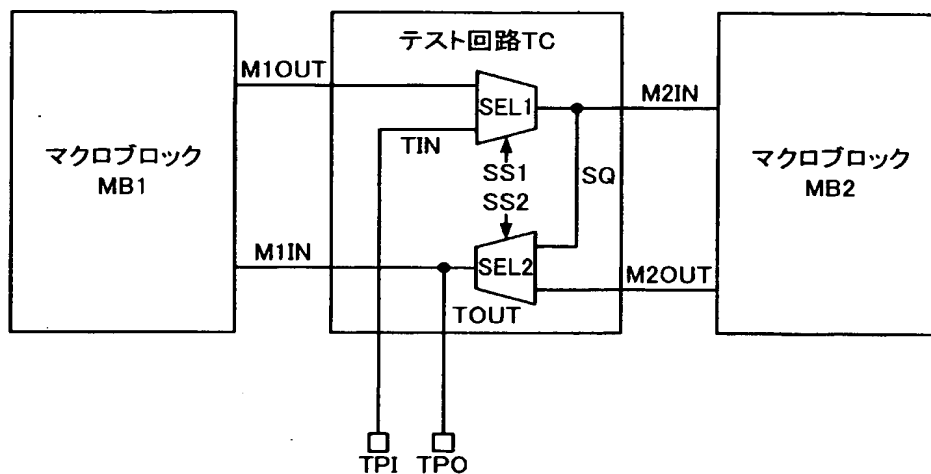 テスト回路TC
M1OUT
SEL1
M2IN
TIN
マクロブロック
MB1
SS1
SS2
SQ
マクロブロック
MB2
M1IN
SEL2
M2OUT
TOUT
TPI TPO